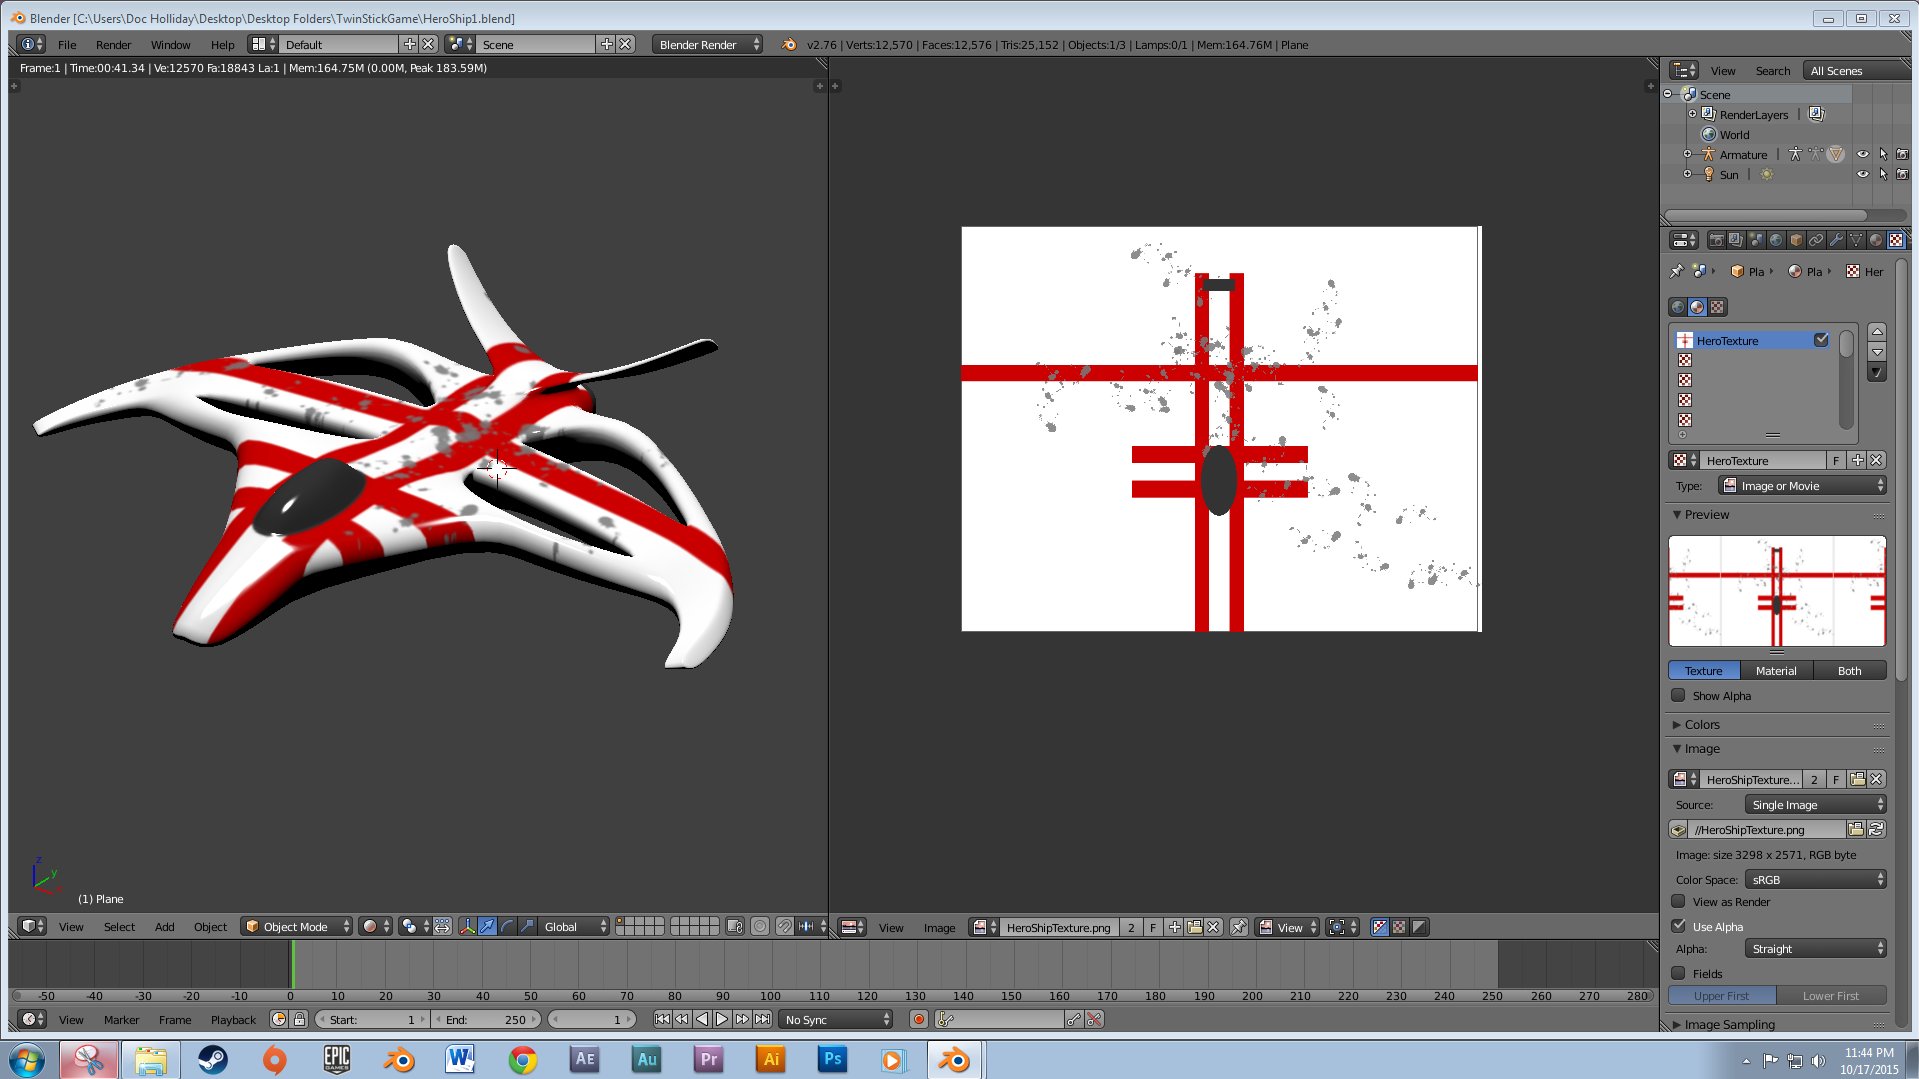 Blender [C:\Users\Doc Holliday\Desktop\Desktop Folders\TwinStickGame\HeroShip1.blend]
File Render Window Help Default Scene Blender Render v2.76 | Verts:12,570 | Faces:12,576 | Tris:25,152 | Objects:1/3 | Lamps:0/1 | Mem:164.76M | Plane
Frame:1 | Time:00:41.34 | Ve:12570 Fa:18843 La:1 | Mem:164.75M (0.00M, Peak 183.59M)
View Search All Scenes
Scene
RenderLayers
World
Armature
Sun
Pla Pla Her
HeroTexture
HeroTexture F
Type: Image or Movie
Preview
Texture Material Both
Show Alpha
Colors
Image
HeroShipTexture... 2 F
Source: Single Image
//HeroShipTexture.png
Image: size 3298 x 2571, RGB byte
Color Space: sRGB
View as Render
Use Alpha
Alpha: Straight
Fields
Upper First Lower First
Image Sampling
z
y
x
(1) Plane
View Select Add Object Object Mode Global
View Image HeroShipTexture.png 2 F View
-50 -40 -30 -20 -10 0 10 20 30 40 50 60 70 80 90 100 110 120 130 140 150 160 170 180 190 200 210 220 230 240 250 260 270 280
View Marker Frame Playback Start: 1 End: 250 1 No Sync
EPIC GAMES W AE Au Pr Ai Ps
11:44 PM
10/17/2015